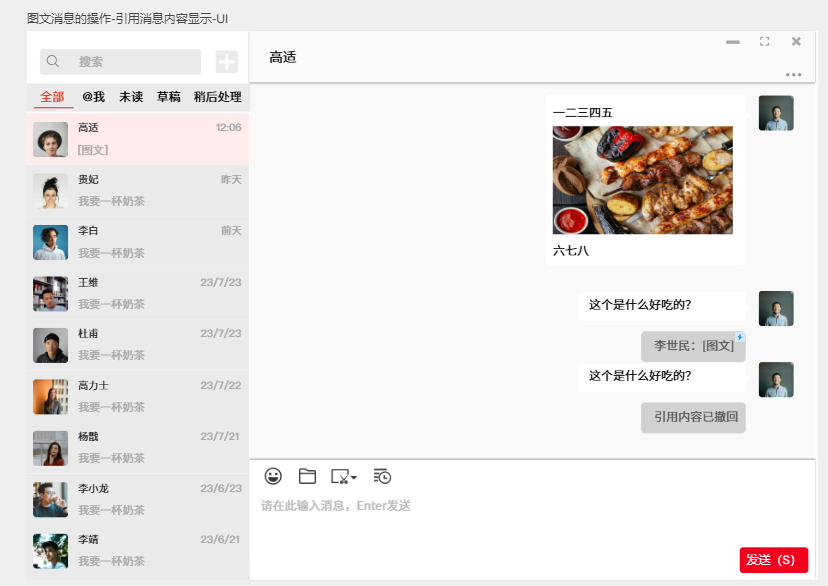 图文消息的操作-引用消息内容显示-UI
搜索
全部 @我 未读 草稿 稍后处理
高适 12:06
[图文]
贵妃 昨天
我要一杯奶茶
李白 前天
我要一杯奶茶
王维 23/7/23
我要一杯奶茶
杜甫 23/7/23
我要一杯奶茶
高力士 23/7/22
我要一杯奶茶
杨戬 23/7/21
我要一杯奶茶
李小龙 23/6/23
我要一杯奶茶
李靖 23/6/21
我要一杯奶茶
高适
一二三四五
六七八
这个是什么好吃的？
李世民：[图文]
这个是什么好吃的？
引用内容已撤回
请在此输入消息，Enter发送
发送（S）